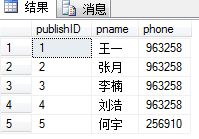 结果 消息
publishID pname phone
1 1 王一 963258
2 2 张月 963258
3 3 李楠 963258
4 4 刘洁 963258
5 5 何宇 256910